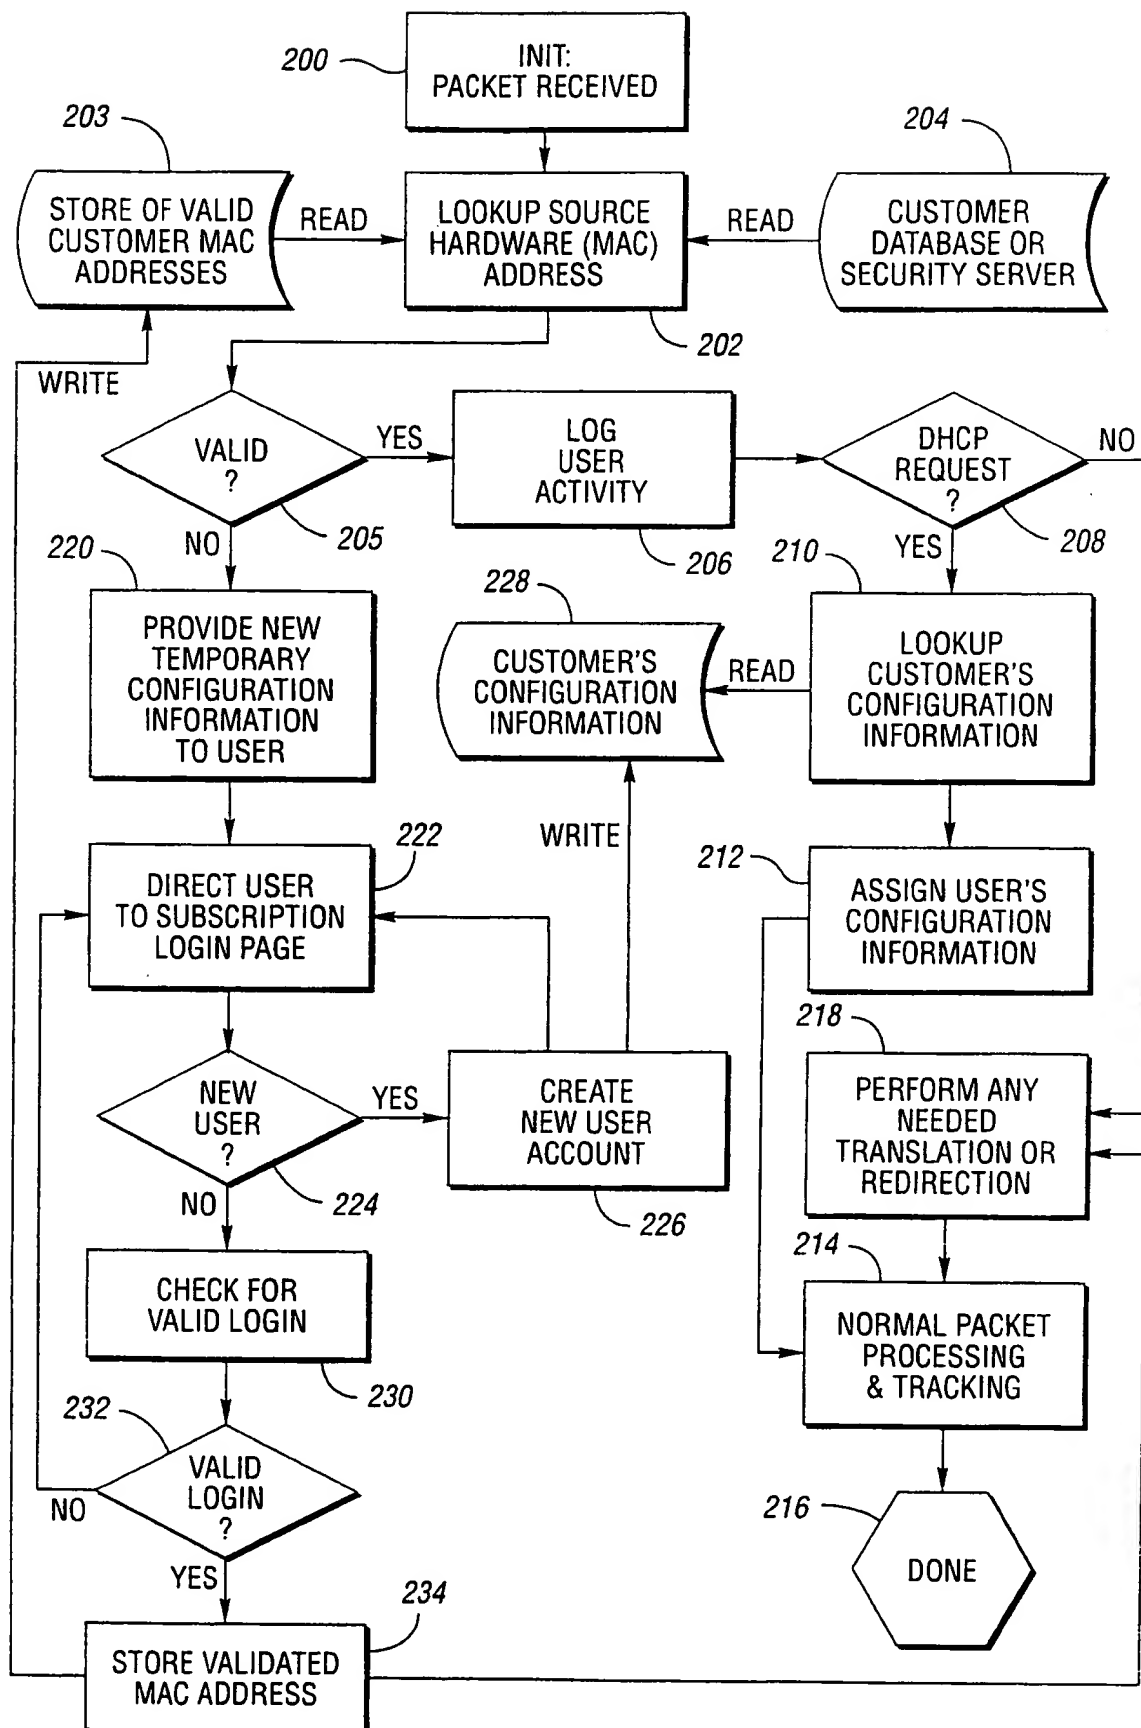 200
INIT:
PACKET RECEIVED
203
204
STORE OF VALID
CUSTOMER MAC
ADDRESSES
READ
LOOKUP SOURCE
HARDWARE (MAC)
ADDRESS
READ
CUSTOMER
DATABASE OR
SECURITY SERVER
202
WRITE
VALID
?
YES
LOG
USER
ACTIVITY
DHCP
REQUEST
?
NO
205
NO
206
208
YES
220
PROVIDE NEW
TEMPORARY
CONFIGURATION
INFORMATION
TO USER
228
CUSTOMER'S
CONFIGURATION
INFORMATION
READ
210
LOOKUP
CUSTOMER'S
CONFIGURATION
INFORMATION
WRITE
222
DIRECT USER
TO SUBSCRIPTION
LOGIN PAGE
212
ASSIGN USER'S
CONFIGURATION
INFORMATION
NEW
USER
?
YES
CREATE
NEW USER
ACCOUNT
218
PERFORM ANY
NEEDED
TRANSLATION OR
REDIRECTION
224
NO
226
CHECK FOR
VALID LOGIN
230
214
NORMAL PACKET
PROCESSING
& TRACKING
232
VALID
LOGIN
?
NO
YES
216
DONE
234
STORE VALIDATED
MAC ADDRESS